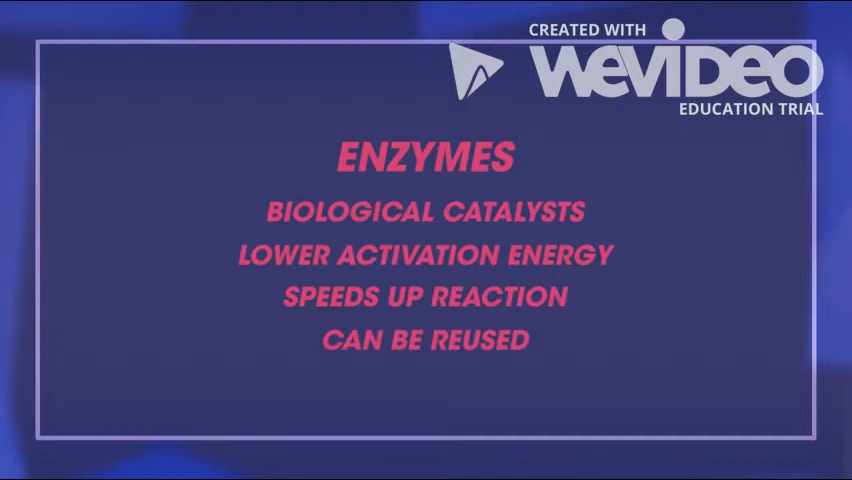 CREATED WITH
WEVIDEO
EDUCATION TRIAL
ENZYMES
BIOLOGICAL CATALYSTS
LOWER ACTIVATION ENERGY
SPEEDS UP REACTION
CAN BE REUSED